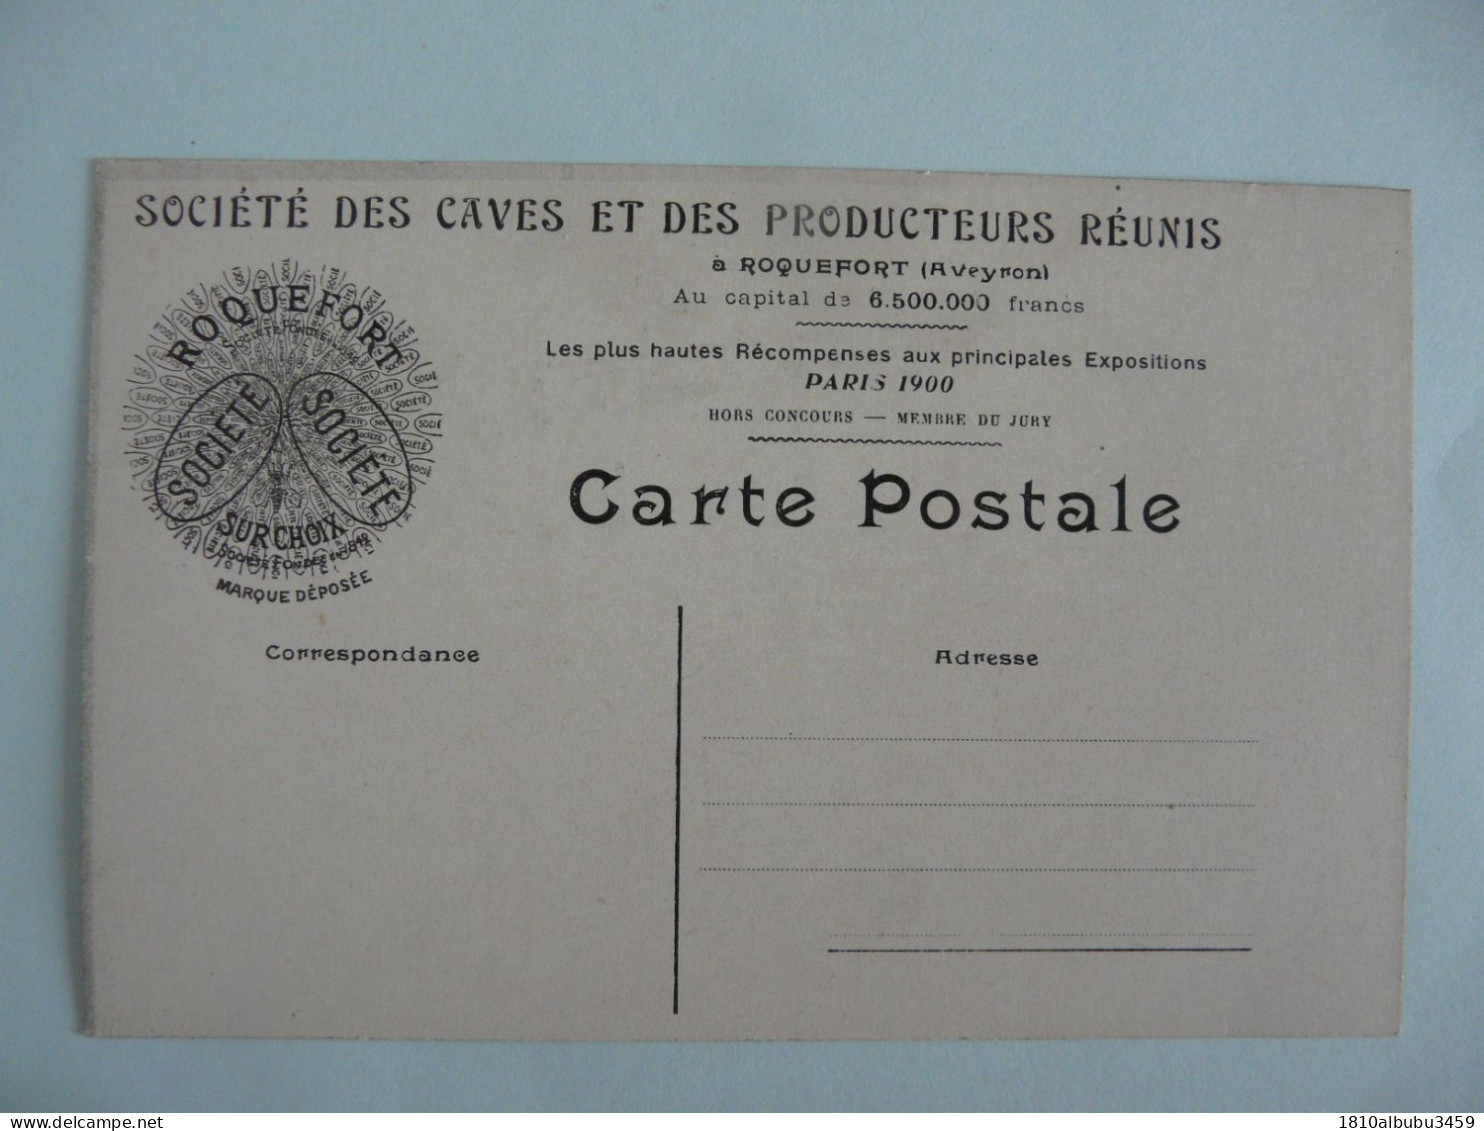 SOCIÉTÉ DES CAVES ET DES PRODUCTEURS RÉUNIS
à ROQUEFORT (Aveyron)
Au capital de 6.500.000 francs
Les plus hautes Récompenses aux principales Expositions
PARIS 1900
HORS CONCOURS — MEMBRE DU JURY
ROQUEFORT
SOCIÉTÉ
SOCIÉTÉ
SURCHOIX
MARQUE DÉPOSÉE
Carte Postale
Correspondance
Adresse
delcampe.net
1810albubu3459